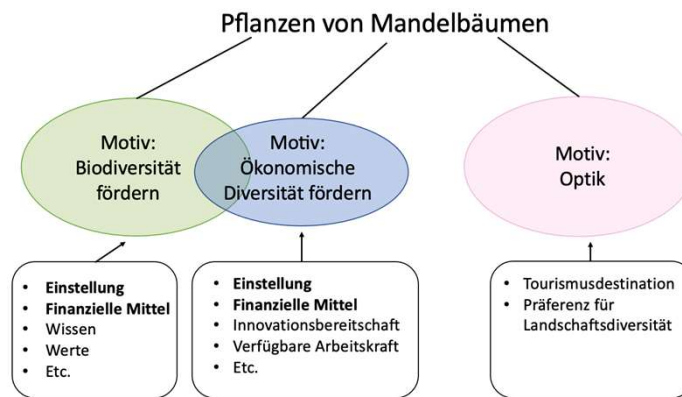 Pflanzen von Mandelbäumen
Motiv:
Biodiversität
fördern
Motiv:
Ökonomische
Diversität fördern
Motiv:
Optik
• Einstellung
• Finanzielle Mittel
• Wissen
• Werte
• Etc.
• Einstellung
• Finanzielle Mittel
• Innovationsbereitschaft
• Verfügbare Arbeitskraft
• Etc.
• Tourismusdestination
• Präferenz für
Landschaftsdiversität